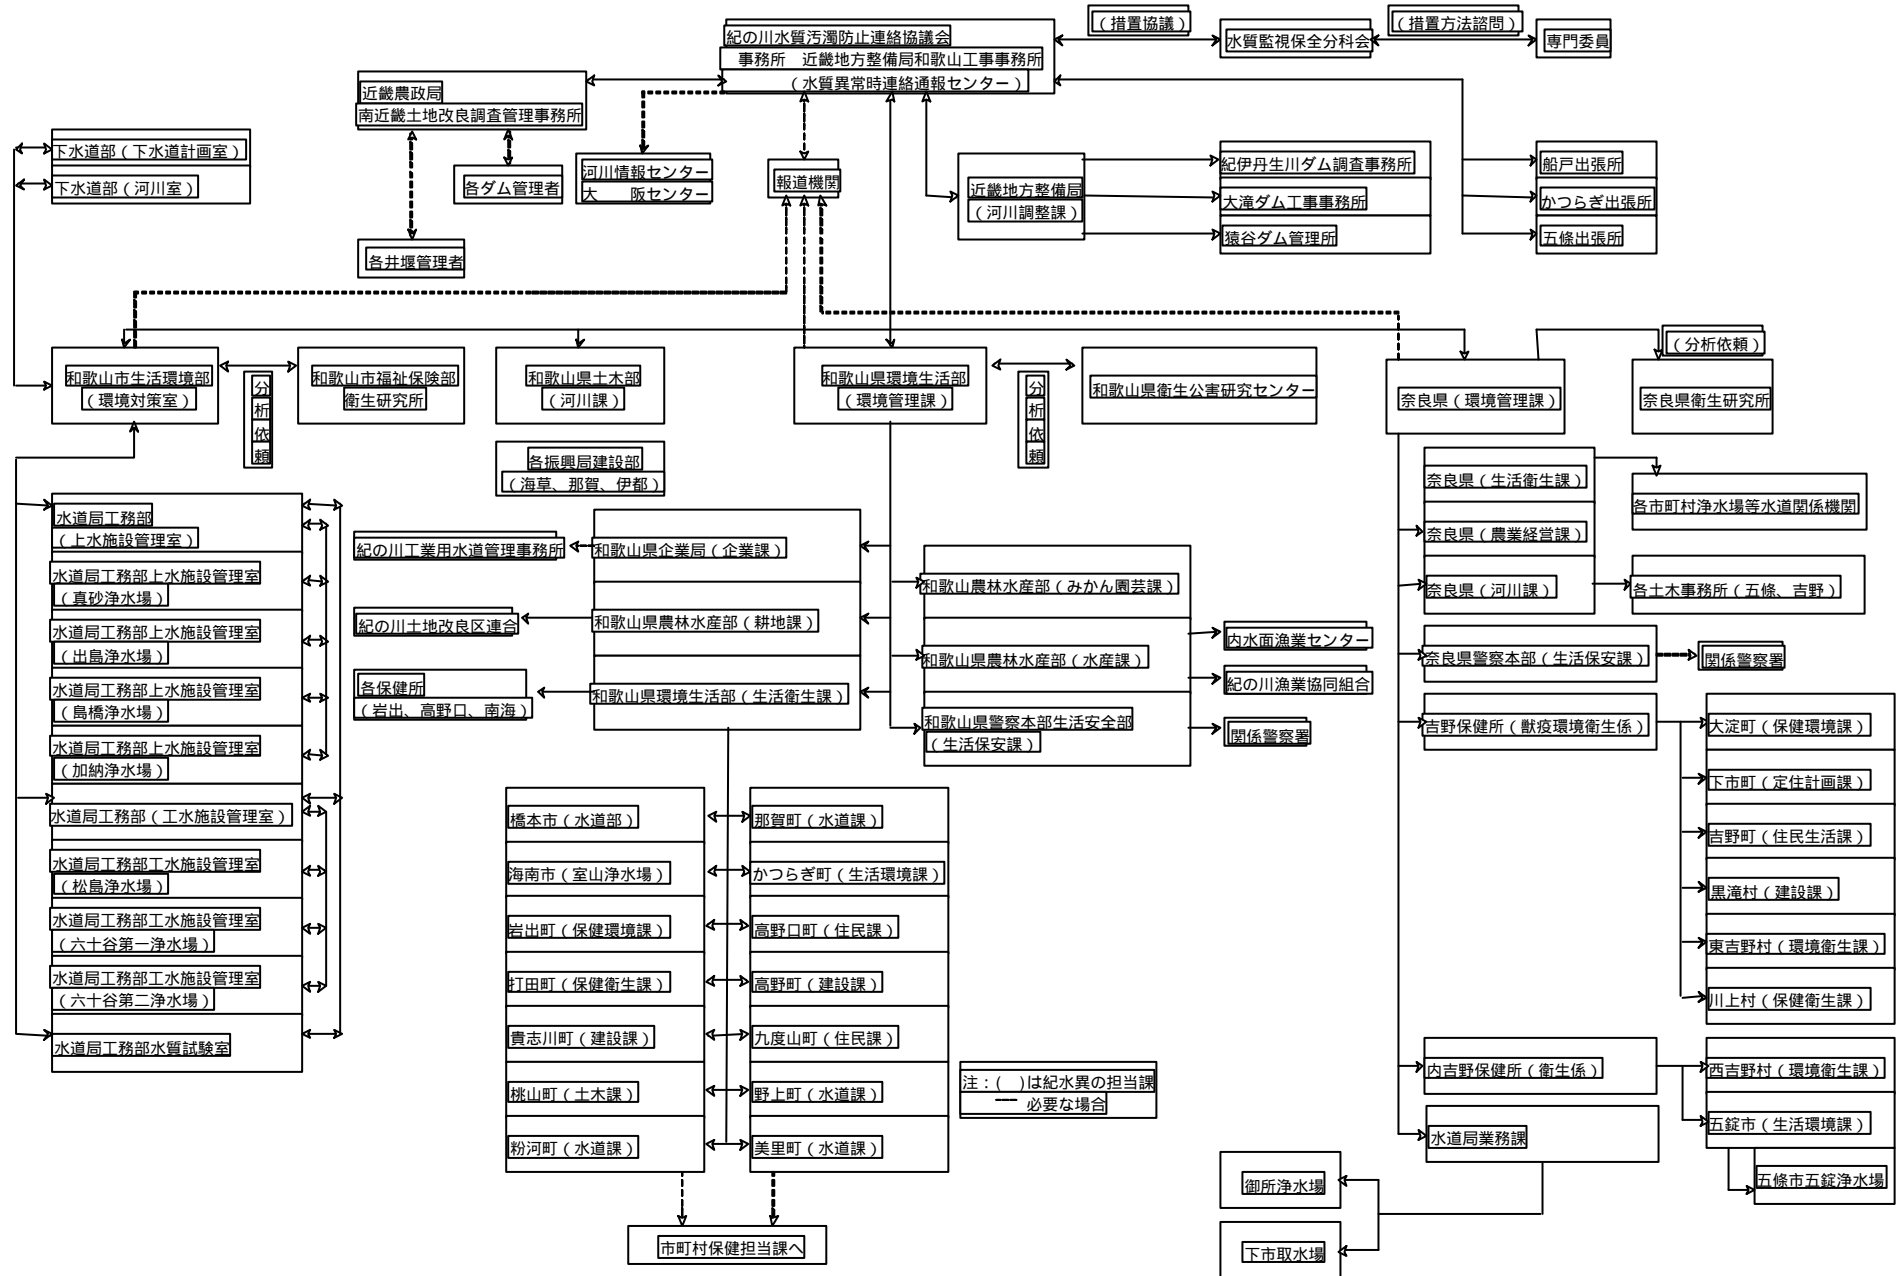 （措置協議）
（措置方法諮問）
紀の川水質汚濁防止連絡協議会
事務所　近畿地方整備局和歌山工事事務所
（水質異常時連絡通報センター）
水質監視保全分科会
専門委員
近畿農政局
南近畿土地改良調査管理事務所
下水道部（下水道計画室）
下水道部（河川室）
各ダム管理者
河川情報センター
大　　阪センター
報道機関
近畿地方整備局
（河川調整課）
紀伊丹生川ダム調査事務所
大滝ダム工事事務所
猿谷ダム管理所
船戸出張所
かつらぎ出張所
五條出張所
各井堰管理者
和歌山市生活環境部
（環境対策室）
分
析
依
頼
和歌山市福祉保険部
衛生研究所
和歌山県土木部
（河川課）
和歌山県環境生活部
（環境管理課）
分
析
依
頼
和歌山県衛生公害研究センター
奈良県（環境管理課）
（分析依頼）
奈良県衛生研究所
各振興局建設部
（海草、那賀、伊都）
水道局工務部
（上水施設管理室）
水道局工務部上水施設管理室
（真砂浄水場）
水道局工務部上水施設管理室
（出島浄水場）
水道局工務部上水施設管理室
（島橋浄水場）
水道局工務部上水施設管理室
（加納浄水場）
水道局工務部（工水施設管理室）
水道局工務部工水施設管理室
（松島浄水場）
水道局工務部工水施設管理室
（六十谷第一浄水場）
水道局工務部工水施設管理室
（六十谷第二浄水場）
水道局工務部水質試験室
紀の川工業用水道管理事務所
和歌山県企業局（企業課）
紀の川土地改良区連合
和歌山県農林水産部（耕地課）
各保健所
（岩出、高野口、南海）
和歌山県環境生活部（生活衛生課）
和歌山農林水産部（みかん園芸課）
和歌山県農林水産部（水産課）
和歌山県警察本部生活安全部
（生活保安課）
内水面漁業センター
紀の川漁業協同組合
関係警察署
奈良県（生活衛生課）
奈良県（農業経営課）
奈良県（河川課）
各市町村浄水場等水道関係機関
各土木事務所（五條、吉野）
奈良県警察本部（生活保安課）
関係警察署
吉野保健所（獣疫環境衛生係）
大淀町（保健環境課）
下市町（定住計画課）
吉野町（住民生活課）
黒滝村（建設課）
東吉野村（環境衛生課）
川上村（保健衛生課）
橋本市（水道部）
那賀町（水道課）
海南市（室山浄水場）
かつらぎ町（生活環境課）
岩出町（保健環境課）
高野口町（住民課）
打田町（保健衛生課）
高野町（建設課）
貴志川町（建設課）
九度山町（住民課）
桃山町（土木課）
野上町（水道課）
粉河町（水道課）
美里町（水道課）
注：(　)は紀水異の担当課
--- 必要な場合
内吉野保健所（衛生係）
西吉野村（環境衛生課）
五錠市（生活環境課）
五條市五錠浄水場
水道局業務課
御所浄水場
下市取水場
市町村保健担当課へ